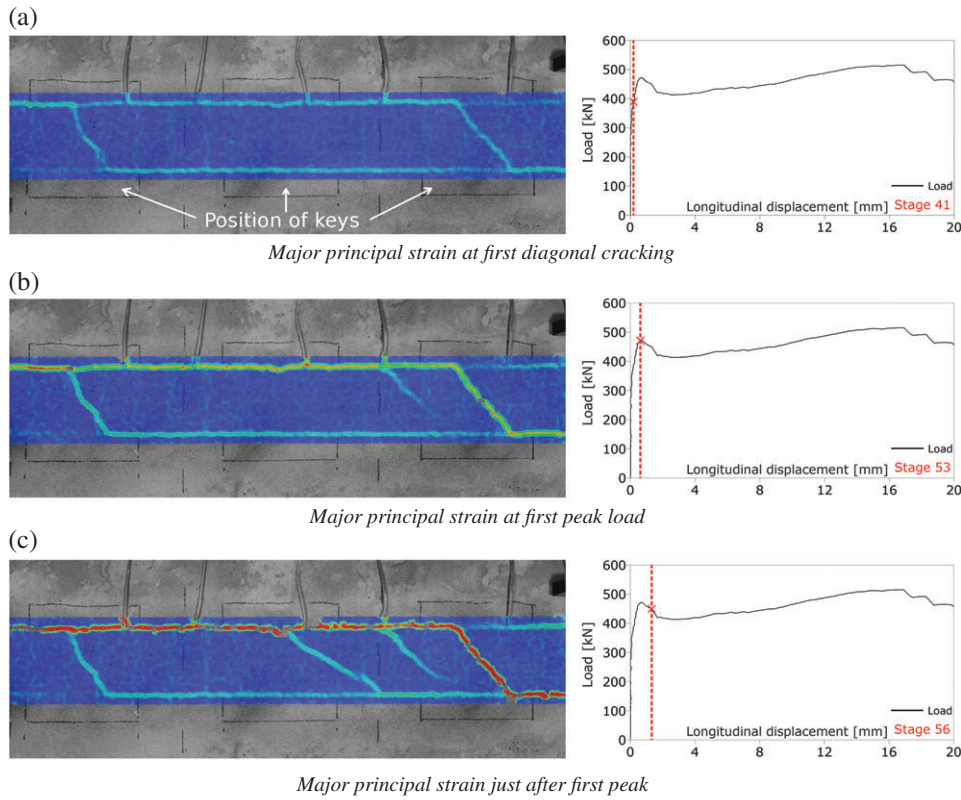 (a)
Position of keys
600
500
400
300
200
100
0
Load [kN]
Load
Longitudinal displacement [mm] Stage 41
0 4 8 12 16 20
Major principal strain at first diagonal cracking
(b)
600
500
400
300
200
100
0
Load [kN]
Load
Longitudinal displacement [mm] Stage 53
0 4 8 12 16 20
Major principal strain at first peak load
(c)
600
500
400
300
200
100
0
Load [kN]
Load
Longitudinal displacement [mm] Stage 56
0 4 8 12 16 20
Major principal strain just after first peak